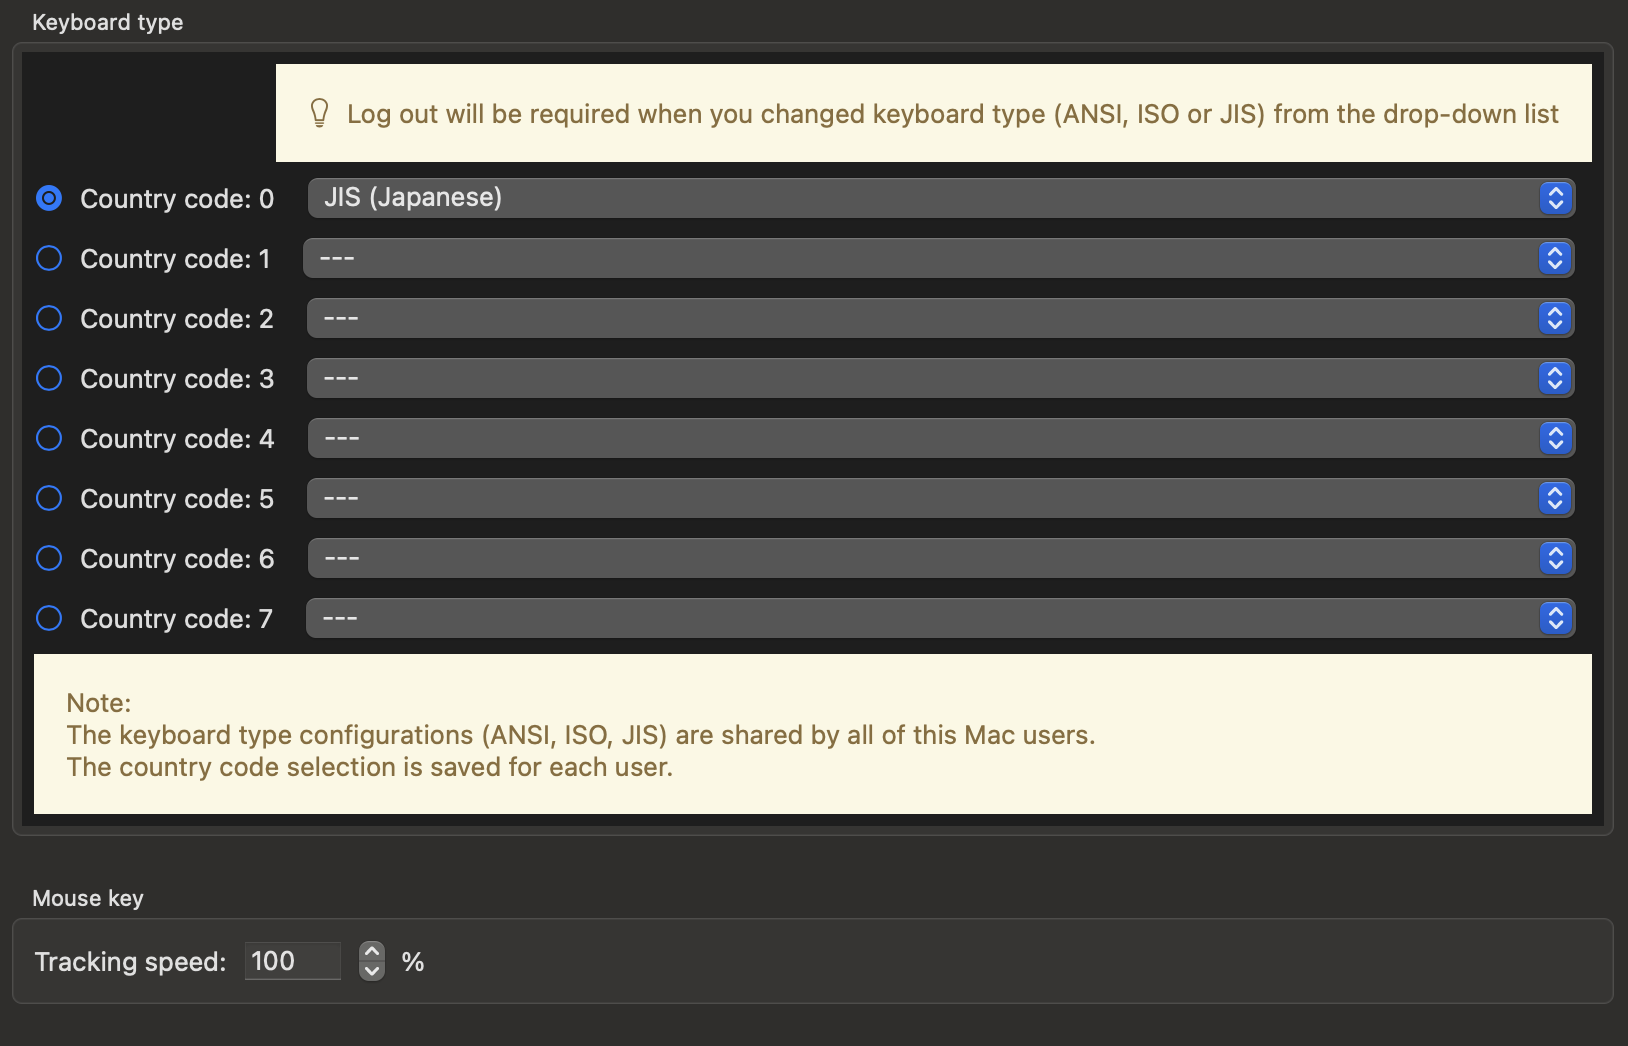 Keyboard type
Log out will be required when you changed keyboard type (ANSI, ISO or JIS) from the drop-down list
Country code: 0 JIS (Japanese)
Country code: 1 ---
Country code: 2 ---
Country code: 3 ---
Country code: 4 ---
Country code: 5 ---
Country code: 6 ---
Country code: 7 ---
Note:
The keyboard type configurations (ANSI, ISO, JIS) are shared by all of this Mac users.
The country code selection is saved for each user.
Mouse key
Tracking speed: 100 %